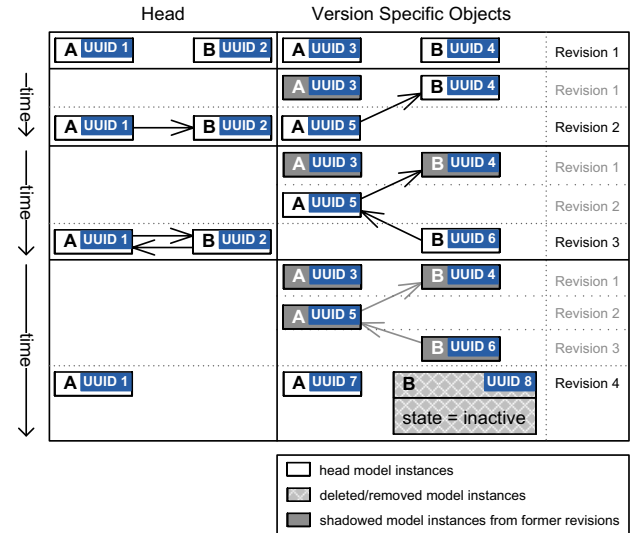 Head Version Specific Objects
A UUID 1 B UUID 2 A UUID 3 B UUID 4 Revision 1
A UUID 3 B UUID 4 Revision 1
time
A UUID 1 B UUID 2 A UUID 5 Revision 2
A UUID 3 B UUID 4 Revision 1
time
A UUID 5 Revision 2
A UUID 1 B UUID 2 B UUID 6 Revision 3
A UUID 3 B UUID 4 Revision 1
A UUID 5 Revision 2
time
B UUID 6 Revision 3
A UUID 1 A UUID 7 B UUID 8 Revision 4
state = inactive
head model instances
deleted/removed model instances
shadowed model instances from former revisions